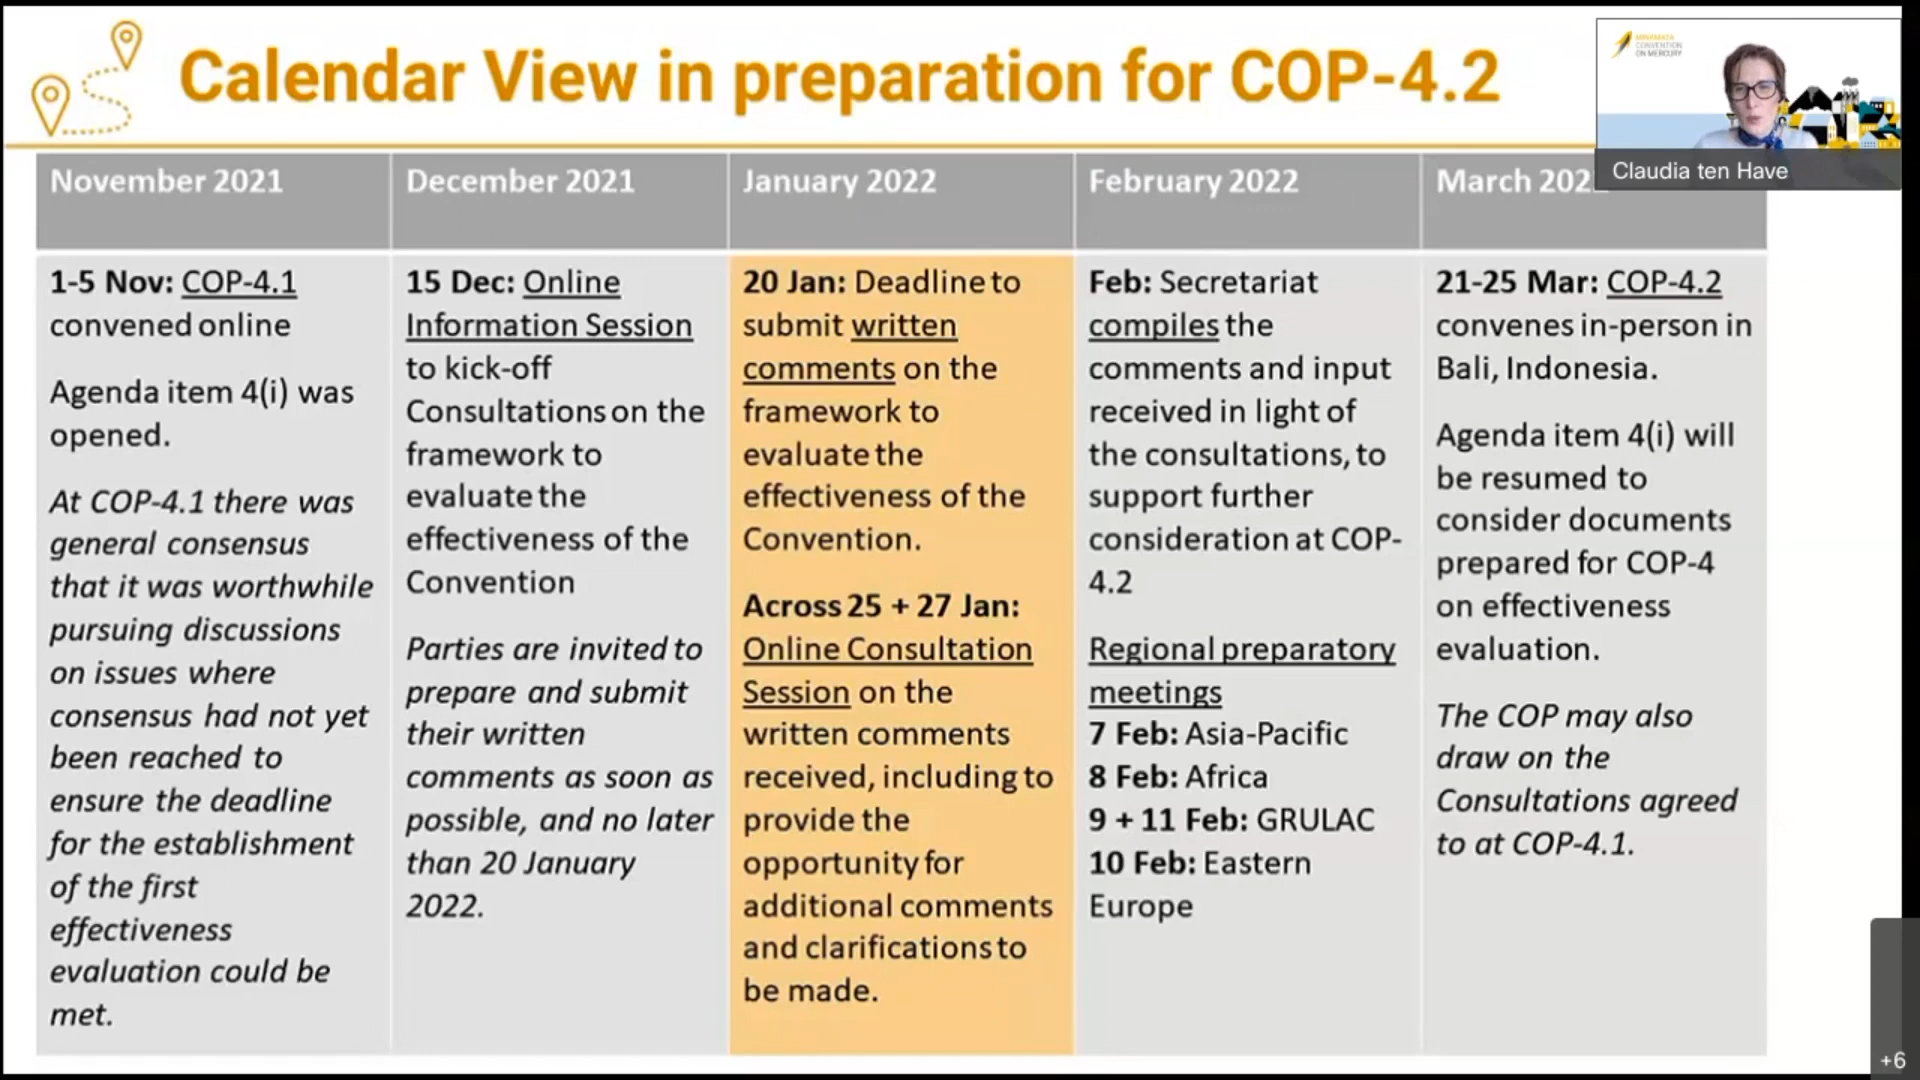 Calendar View in preparation for COP-4.2
MINAMATA
CONVENTION
ON MERCURY
Claudia ten Have
November 2021
1-5 Nov: COP-4.1
convened online
Agenda item 4(i) was
opened.
At COP-4.1 there was
general consensus
that it was worthwhile
pursuing discussions
on issues where
consensus had not yet
been reached to
ensure the deadline
for the establishment
of the first
effectiveness
evaluation could be
met.
December 2021
15 Dec: Online
Information Session
to kick-off
Consultations on the
framework to
evaluate the
effectiveness of the
Convention
Parties are invited to
prepare and submit
their written
comments as soon as
possible, and no later
than 20 January
2022.
January 2022
20 Jan: Deadline to
submit written
comments on the
framework to
evaluate the
effectiveness of the
Convention.
Across 25 + 27 Jan:
Online Consultation
Session on the
written comments
received, including to
provide the
opportunity for
additional comments
and clarifications to
be made.
February 2022
Feb: Secretariat
compiles the
comments and input
received in light of
the consultations, to
support further
consideration at COP-
4.2
Regional preparatory
meetings
7 Feb: Asia-Pacific
8 Feb: Africa
9 + 11 Feb: GRULAC
10 Feb: Eastern
Europe
March 202
21-25 Mar: COP-4.2
convenes in-person in
Bali, Indonesia.
Agenda item 4(i) will
be resumed to
consider documents
prepared for COP-4
on effectiveness
evaluation.
The COP may also
draw on the
Consultations agreed
to at COP-4.1.
+6